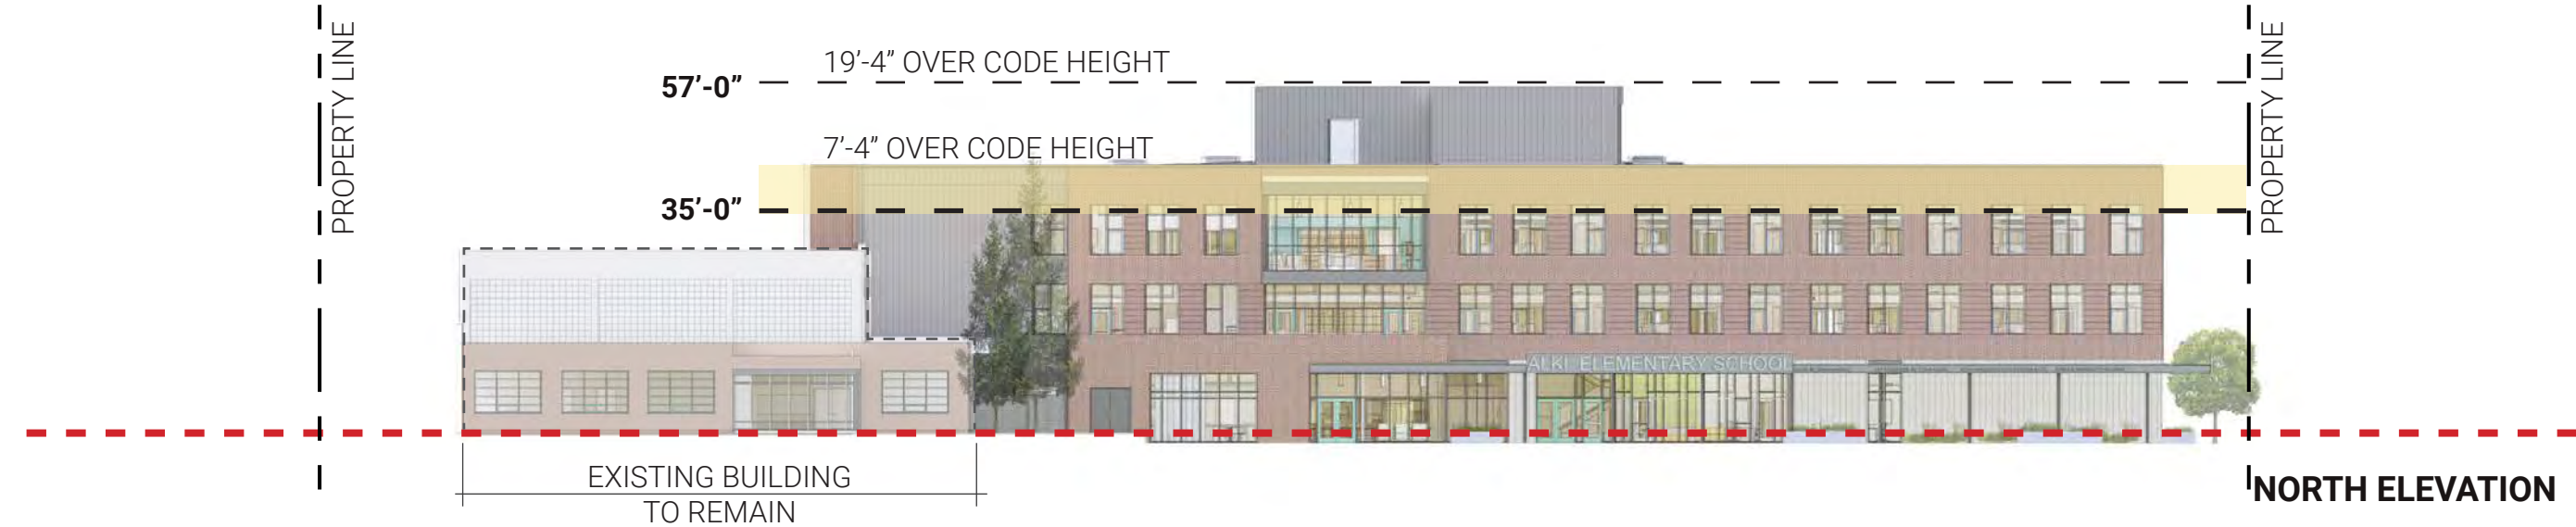 PROPERTY LINE
19’-4” OVER CODE HEIGHT
57’-0”
7’-4” OVER CODE HEIGHT
35’-0”
PROPERTY LINE
ALKI ELEMENTARY SCHOOL
EXISTING BUILDING
TO REMAIN
NORTH ELEVATION